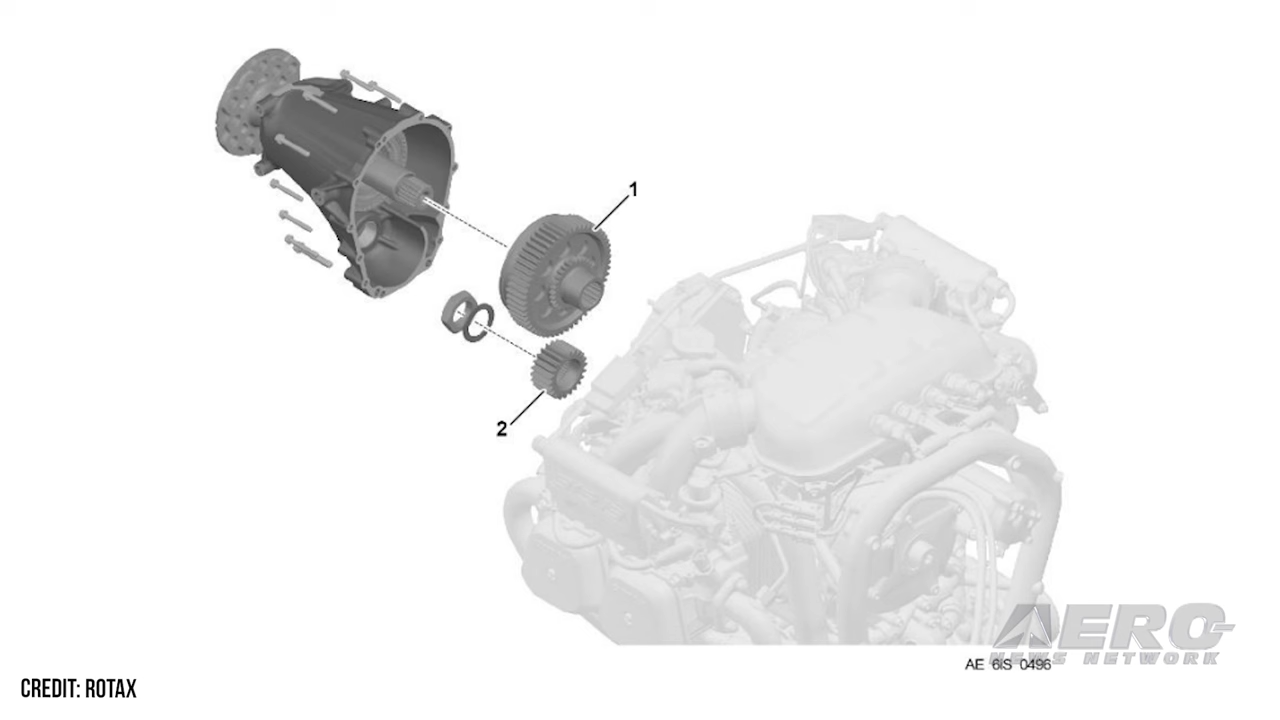 1
2
AERO-
NEWS NETWORK
AE 6IS 0496
CREDIT: ROTAX